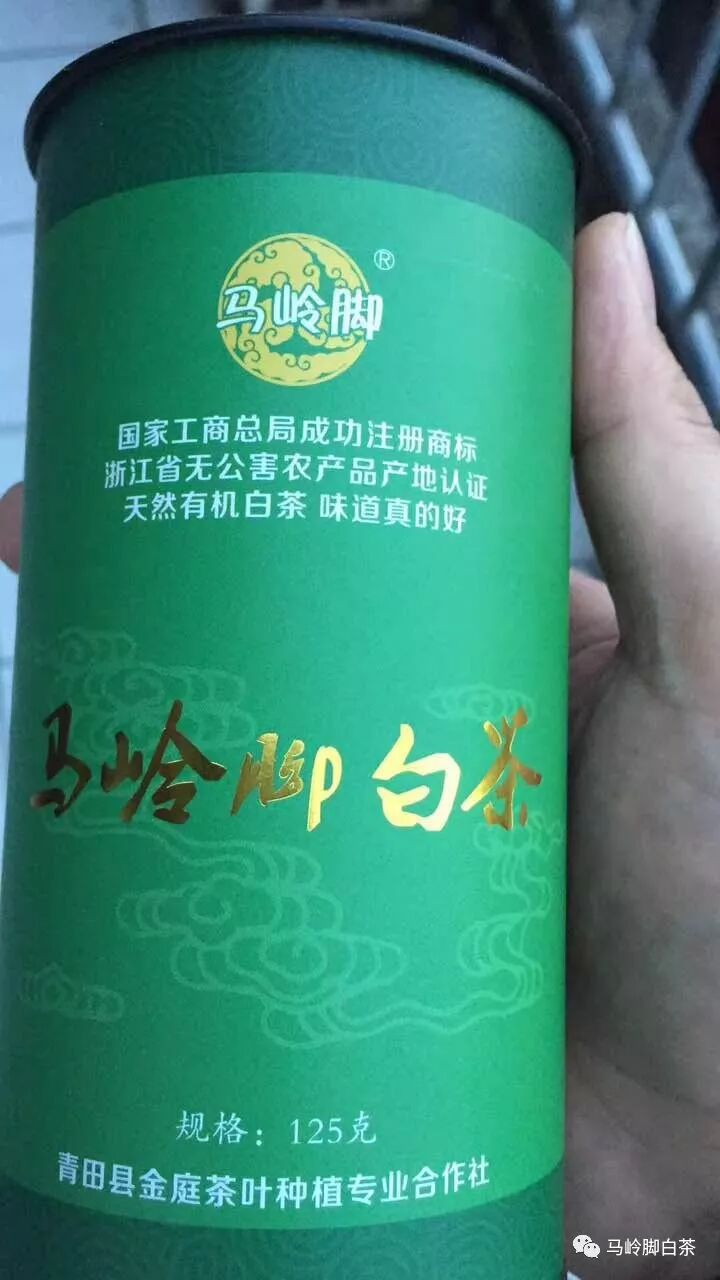 马岭脚®
国家工商总局成功注册商标
浙江省无公害农产品产地认证
天然有机白茶 味道真的好
马岭脚白茶
规格：125克
青田县金庭茶叶种植专业合作社
马岭脚白茶